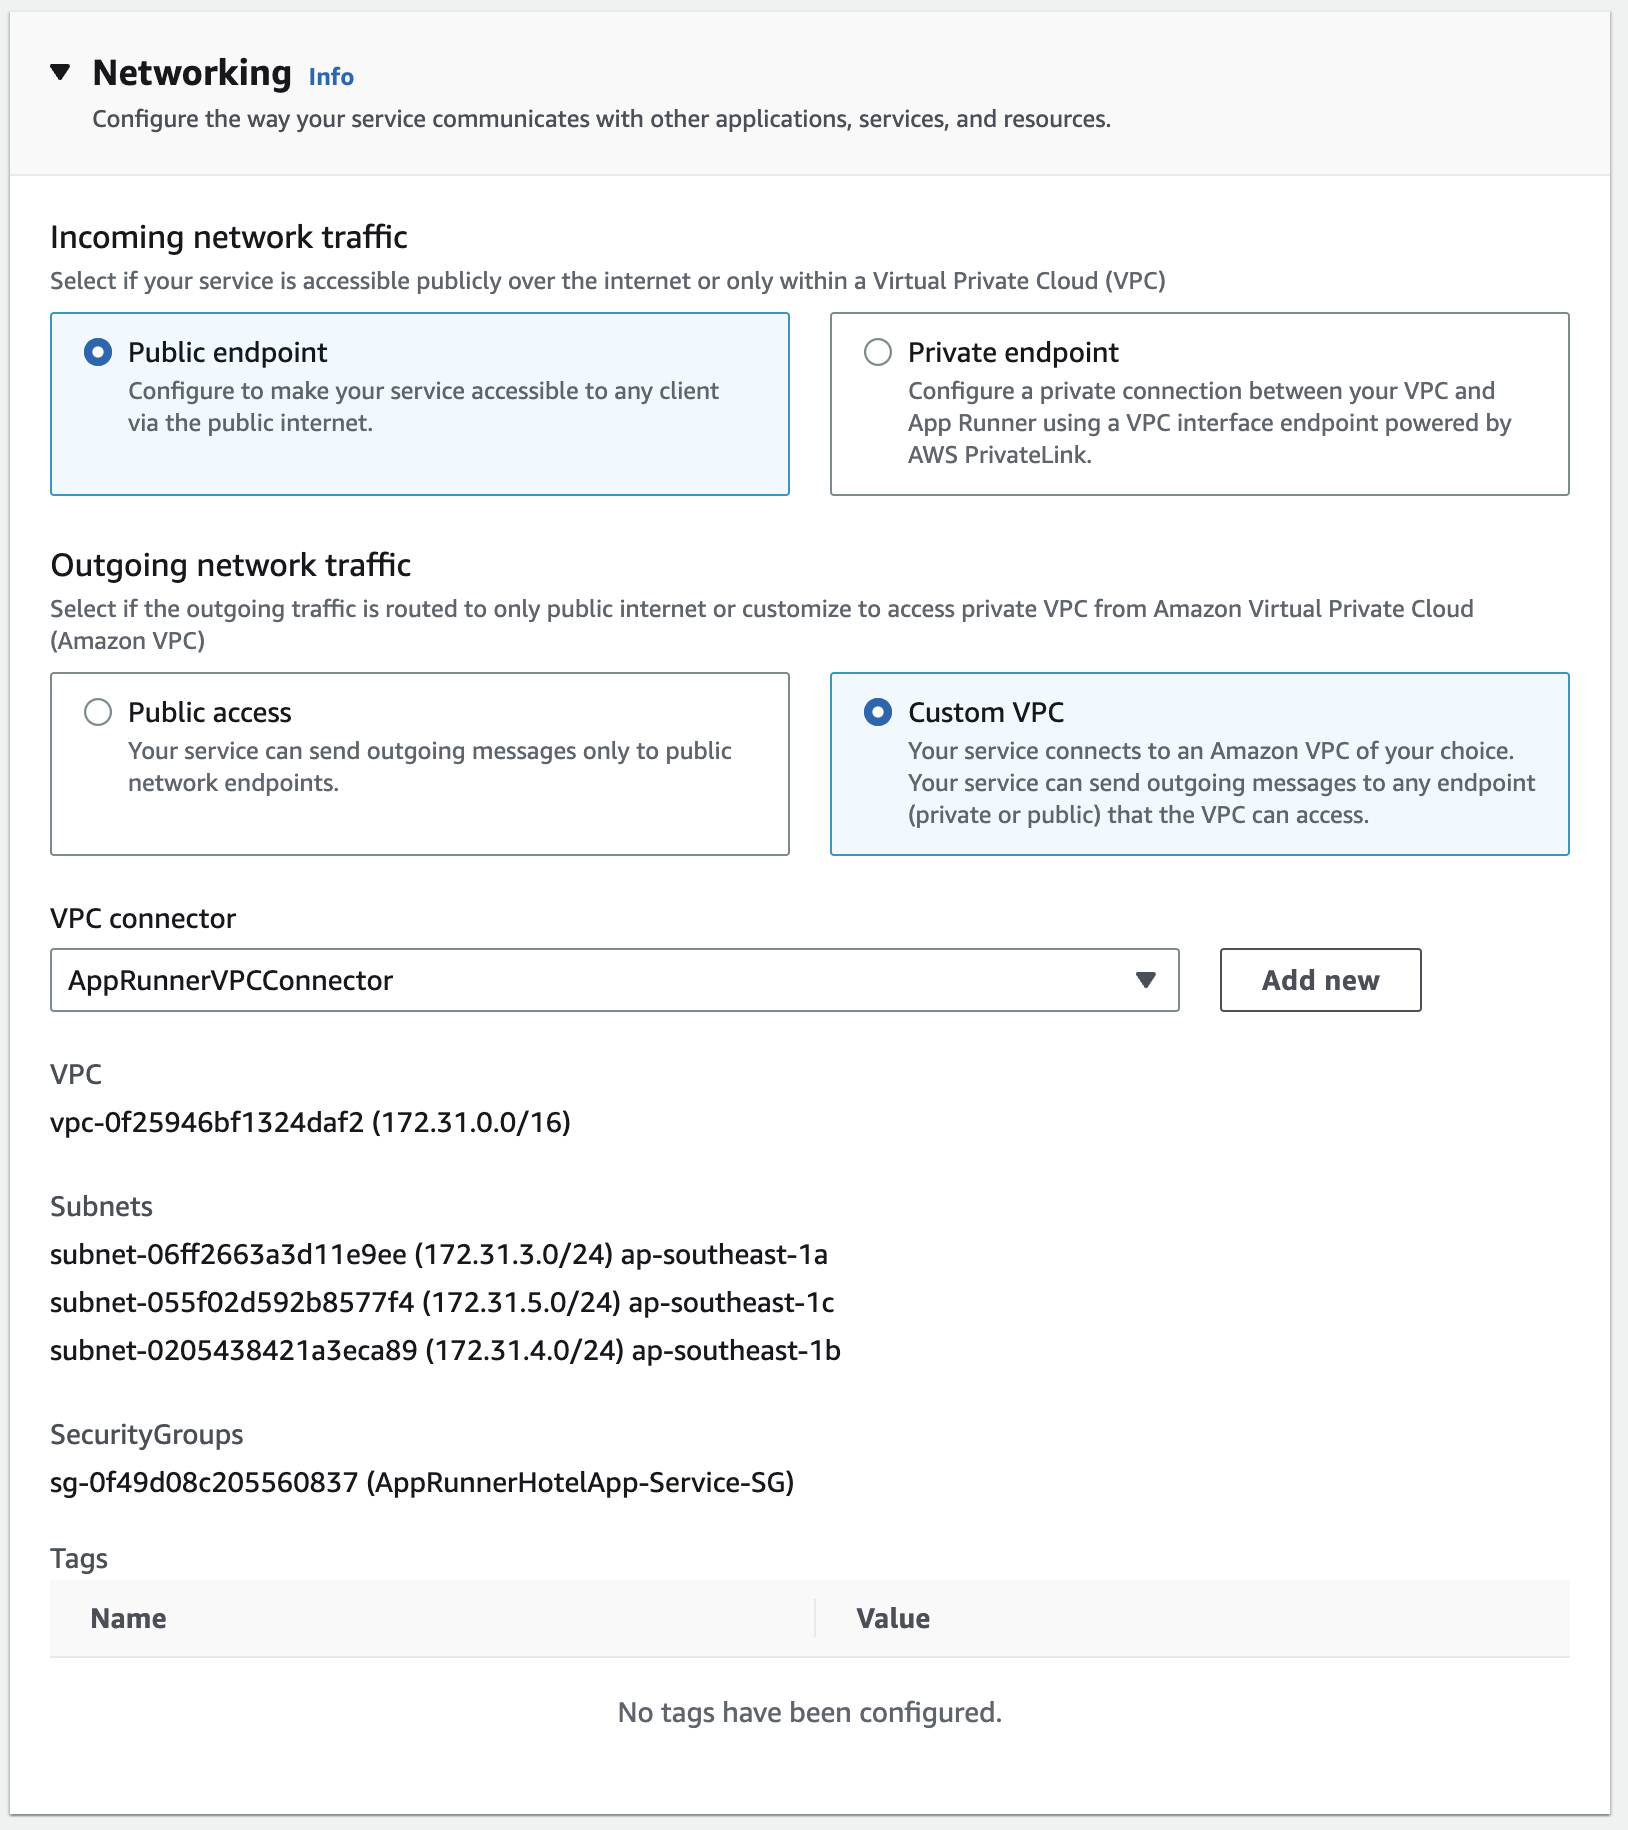 Networking Info
Configure the way your service communicates with other applications, services, and resources.
Incoming network traffic
Select if your service is accessible publicly over the internet or only within a Virtual Private Cloud (VPC)
Public endpoint
Configure to make your service accessible to any client
via the public internet.
Private endpoint
Configure a private connection between your VPC and
App Runner using a VPC interface endpoint powered by
AWS PrivateLink.
Outgoing network traffic
Select if the outgoing traffic is routed to only public internet or customize to access private VPC from Amazon Virtual Private Cloud
(Amazon VPC)
Public access
Your service can send outgoing messages only to public
network endpoints.
Custom VPC
Your service connects to an Amazon VPC of your choice.
Your service can send outgoing messages to any endpoint
(private or public) that the VPC can access.
VPC connector
AppRunnerVPCConnector
Add new
VPC
vpc-0f25946bf1324daf2 (172.31.0.0/16)
Subnets
subnet-06ff2663a3d11e9ee (172.31.3.0/24) ap-southeast-1a
subnet-055f02d592b8577f4 (172.31.5.0/24) ap-southeast-1c
subnet-0205438421a3eca89 (172.31.4.0/24) ap-southeast-1b
SecurityGroups
sg-0f49d08c205560837 (AppRunnerHotelApp-Service-SG)
Tags
Name
Value
No tags have been configured.